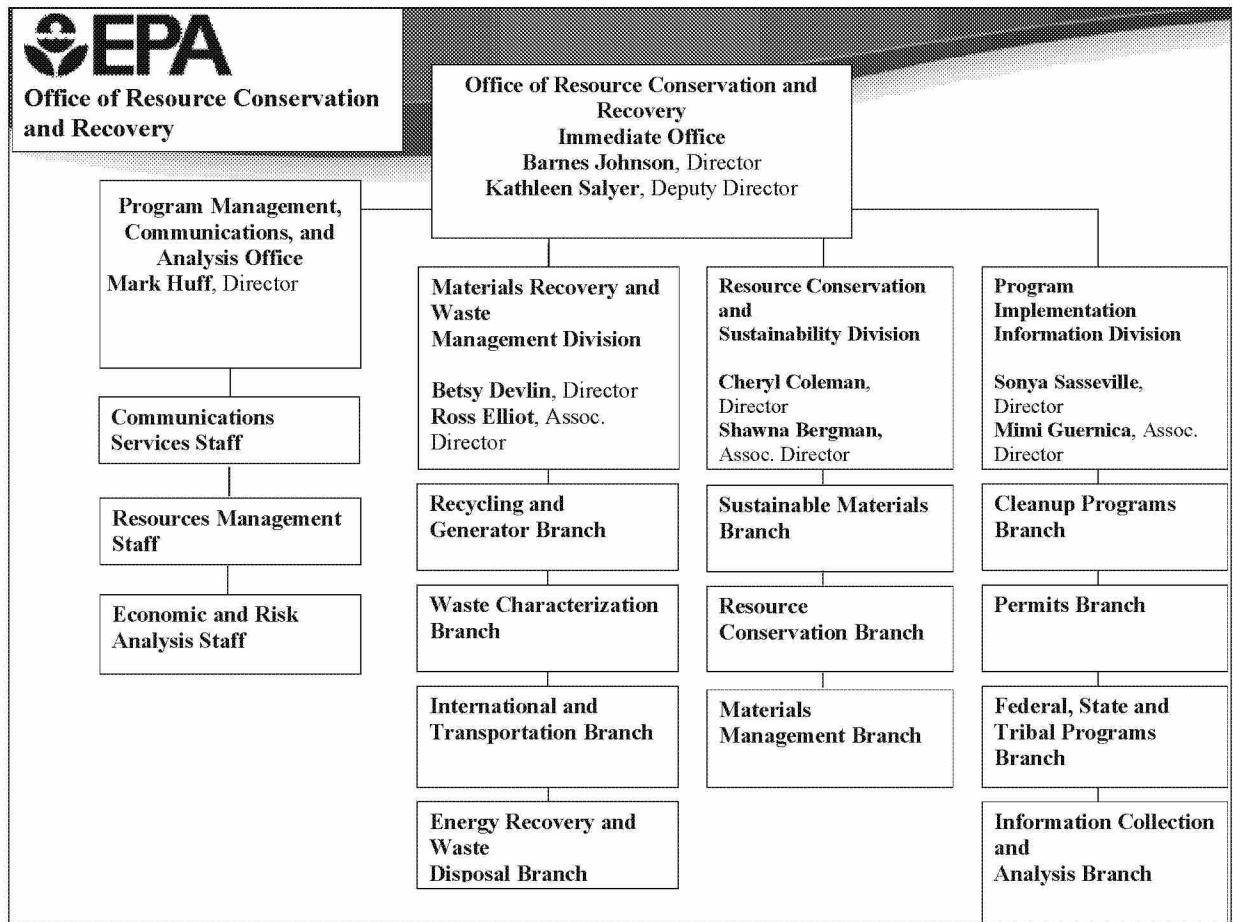 EPA
Office of Resource Conservation
and Recovery
Office of Resource Conservation and
Recovery
Immediate Office
Barnes Johnson, Director
Kathleen Salyer, Deputy Director
Program Management,
Communications, and
Analysis Office
Mark Huff, Director
Communications
Services Staff
Resources Management
Staff
Economic and Risk
Analysis Staff
Materials Recovery and
Waste
Management Division
Betsy Devlin, Director
Ross Elliot, Assoc.
Director
Recycling and
Generator Branch
Waste Characterization
Branch
International and
Transportation Branch
Energy Recovery and
Waste
Disposal Branch
Resource Conservation
and
Sustainability Division
Cheryl Coleman,
Director
Shawna Bergman,
Assoc. Director
Sustainable Materials
Branch
Resource
Conservation Branch
Materials
Management Branch
Program
Implementation
Information Division
Sonya Sasseville,
Director
Mimi Guernica, Assoc.
Director
Cleanup Programs
Branch
Permits Branch
Federal, State and
Tribal Programs
Branch
Information Collection
and
Analysis Branch